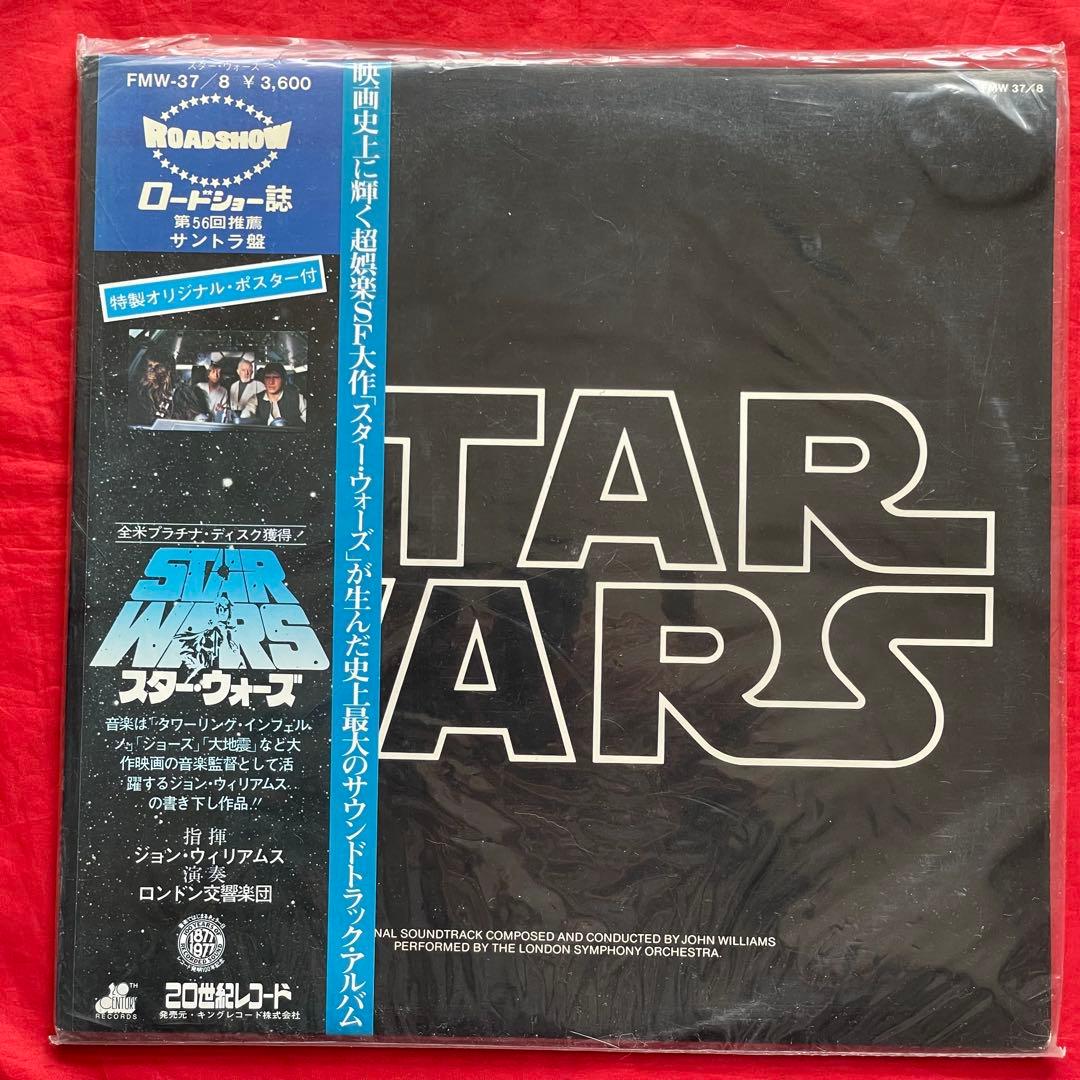 スター・ウォーズ
FMW-37/8 ¥3,600
ROADSHOW
ロードショー誌
第56回推薦
サントラ盤
特製オリジナル・ポスター付
全米プラチナ・ディスク獲得!
STAR
WARS
スター・ウォーズ
音楽は「タワーリング・インフェル
ノ」「ジョーズ」「大地震」など大
作映画の音楽監督として活
躍するジョン・ウィリアムス
の書き下し作品!!
指揮
ジョン・ウィリアムス
演奏
ロンドン交響楽団
1877
1977
20TH
CENTURY
RECORDS
20世紀レコード
発売元・キングレコード株式会社
映画史上に輝く超娯楽SF大作「スター・ウォーズ」が生んだ史上最大のサウンドトラック・アルバム
FMW 37/8
TAR
WARS
NAL SOUNDTRACK COMPOSED AND CONDUCTED BY JOHN WILLIAMS
PERFORMED BY THE LONDON SYMPHONY ORCHESTRA.